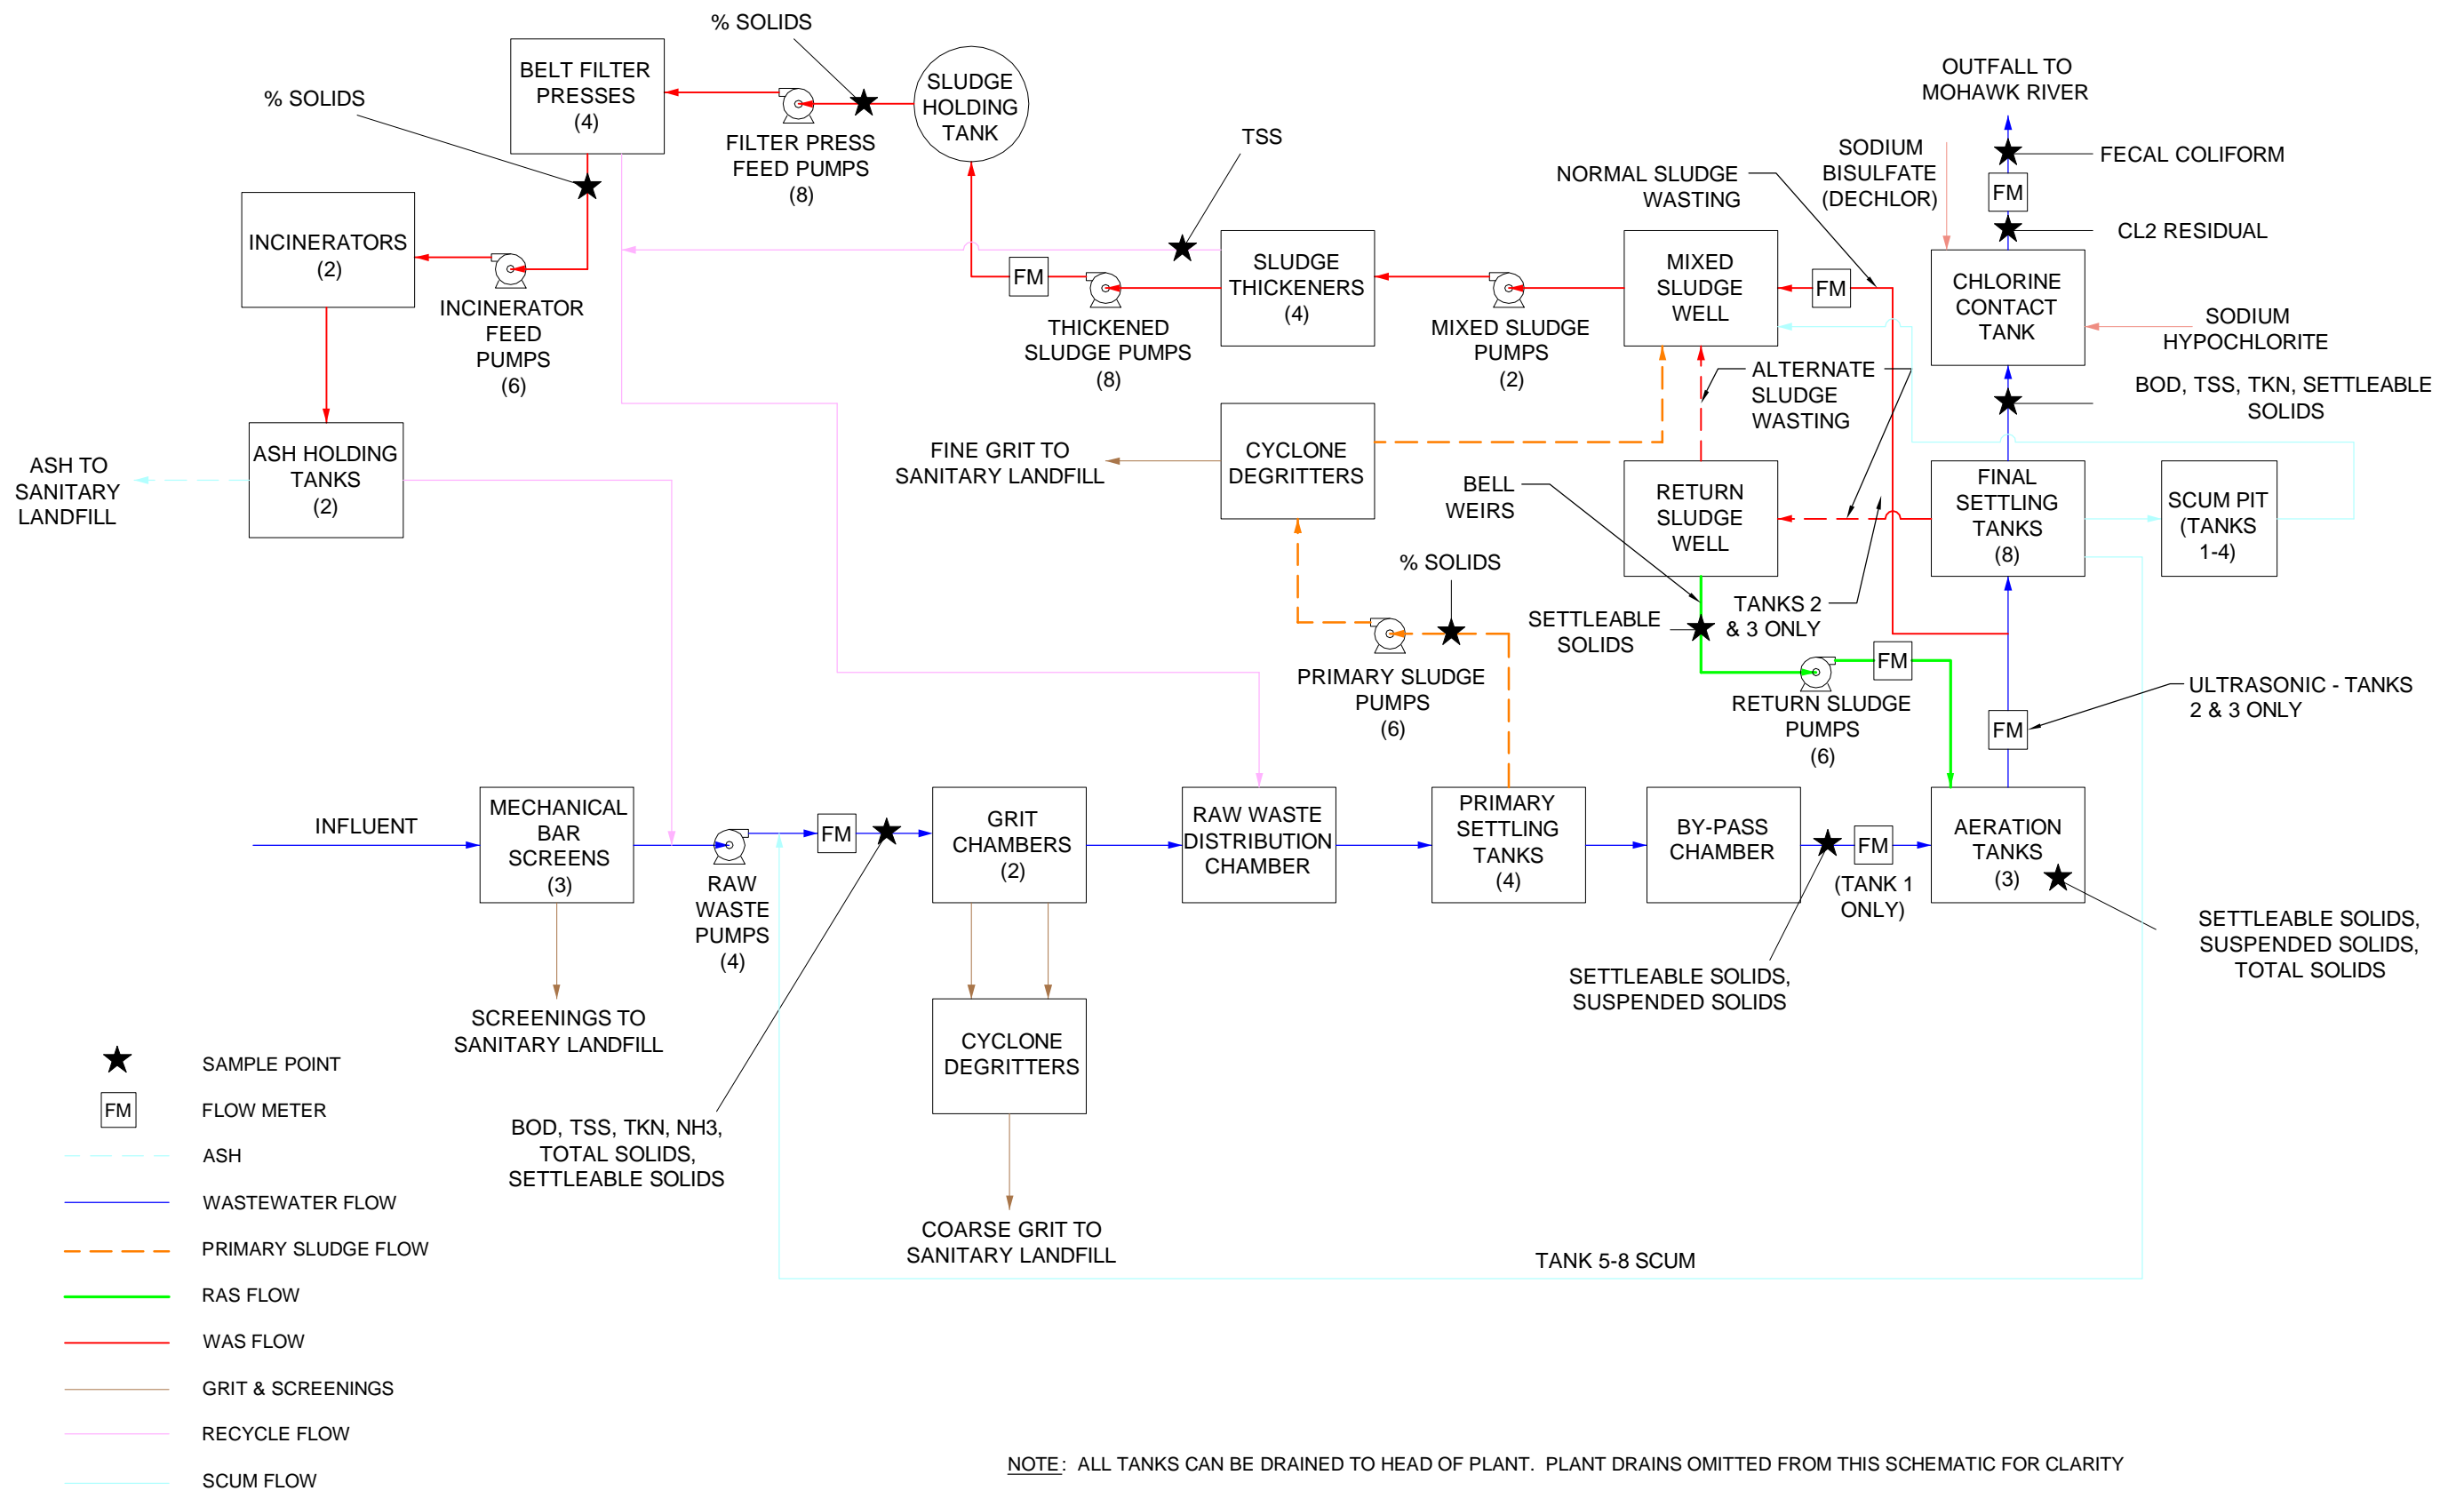 % SOLIDS
BELT FILTER
PRESSES
(4)
% SOLIDS
SLUDGE
HOLDING
TANK
FILTER PRESS
FEED PUMPS
(8)
TSS
OUTFALL TO
MOHAWK RIVER
SODIUM
BISULFATE
(DECHLOR)
FECAL COLIFORM
FM
CL2 RESIDUAL
NORMAL SLUDGE
WASTING
INCINERATORS
(2)
INCINERATOR
FEED
PUMPS
(6)
FM
THICKENED
SLUDGE PUMPS
(8)
SLUDGE
THICKENERS
(4)
MIXED SLUDGE
PUMPS
(2)
MIXED
SLUDGE
WELL
FM
CHLORINE
CONTACT
TANK
SODIUM
HYPOCHLORITE
BOD, TSS, TKN, SETTLEABLE
SOLIDS
ALTERNATE
SLUDGE
WASTING
ASH TO
SANITARY
LANDFILL
ASH HOLDING
TANKS
(2)
FINE GRIT TO
SANITARY LANDFILL
CYCLONE
DEGRITTERS
BELL
WEIRS
RETURN
SLUDGE
WELL
FINAL
SETTLING
TANKS
(8)
SCUM PIT
(TANKS
1-4)
% SOLIDS
SETTLEABLE
SOLIDS
TANKS 2
& 3 ONLY
PRIMARY SLUDGE
PUMPS
(6)
FM
RETURN SLUDGE
PUMPS
(6)
ULTRASONIC - TANKS
2 & 3 ONLY
FM
INFLUENT
MECHANICAL
BAR
SCREENS
(3)
RAW
WASTE
PUMPS
(4)
FM
GRIT
CHAMBERS
(2)
RAW WASTE
DISTRIBUTION
CHAMBER
PRIMARY
SETTLING
TANKS
(4)
BY-PASS
CHAMBER
FM
(TANK 1
ONLY)
AERATION
TANKS
(3)
SETTLEABLE SOLIDS,
SUSPENDED SOLIDS,
TOTAL SOLIDS
SETTLEABLE SOLIDS,
SUSPENDED SOLIDS
SCREENINGS TO
SANITARY LANDFILL
CYCLONE
DEGRITTERS
BOD, TSS, TKN, NH3,
TOTAL SOLIDS,
SETTLEABLE SOLIDS
COARSE GRIT TO
SANITARY LANDFILL
TANK 5-8 SCUM
SAMPLE POINT
FM
FLOW METER
ASH
WASTEWATER FLOW
PRIMARY SLUDGE FLOW
RAS FLOW
WAS FLOW
GRIT & SCREENINGS
RECYCLE FLOW
SCUM FLOW
NOTE: ALL TANKS CAN BE DRAINED TO HEAD OF PLANT. PLANT DRAINS OMITTED FROM THIS SCHEMATIC FOR CLARITY